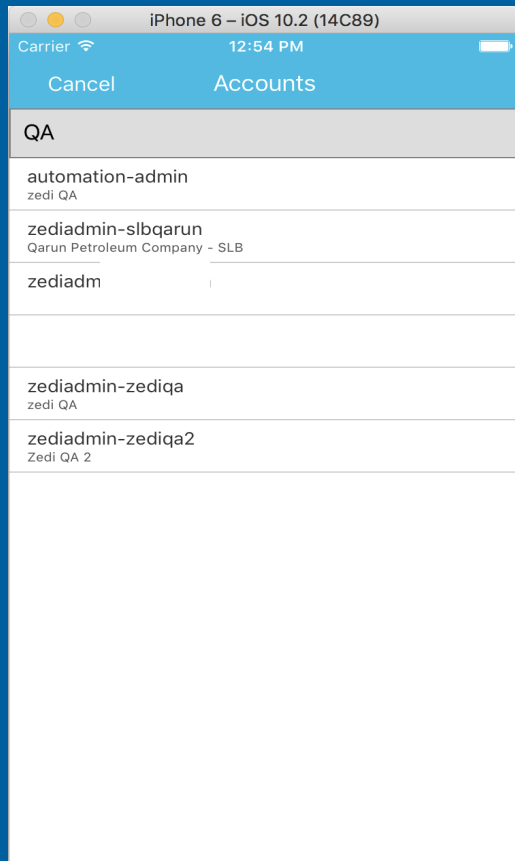 iPhone 6 – iOS 10.2 (14C89)
Carrier 12:54 PM
Cancel Accounts
QA
automation-admin
zedi QA
zediadmin-slbqarun
Qarun Petroleum Company - SLB
zediadm
zediadmin-zediqa
zedi QA
zediadmin-zediqa2
Zedi QA 2